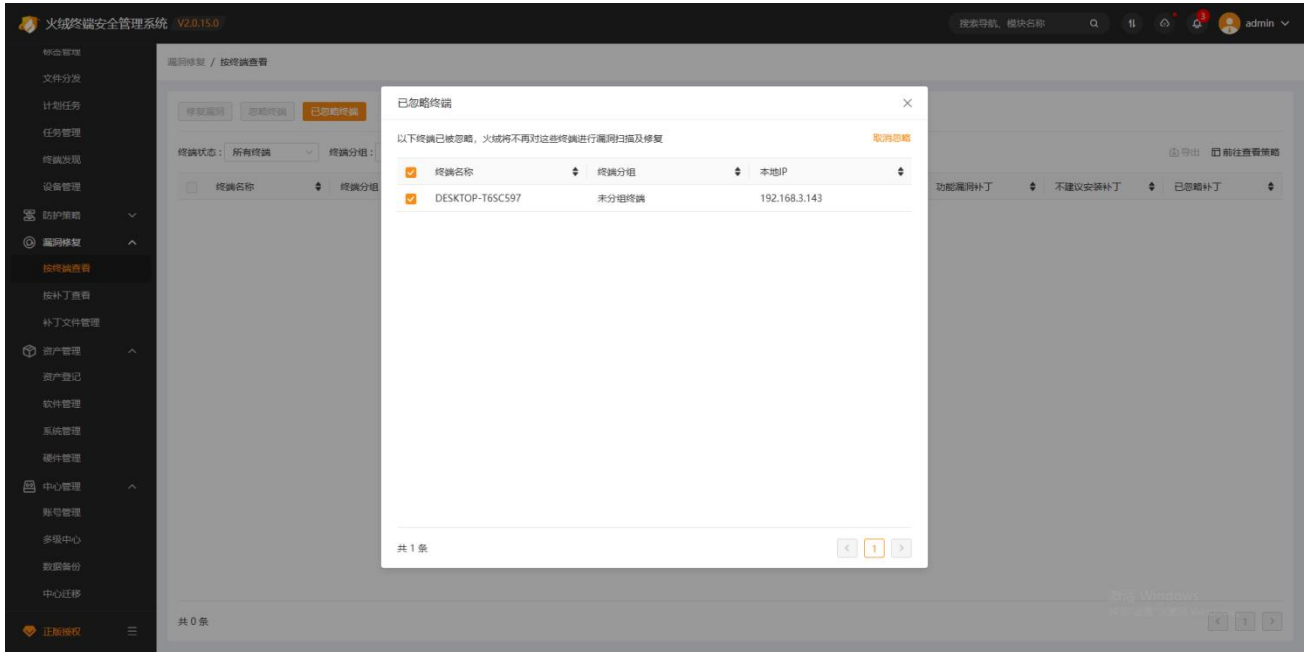 火绒终端安全管理系统 V2.0.15.0
搜索导航、模块名称
3
admin
标签管理
文件分发
计划任务
任务管理
终端发现
设备管理
防护策略
漏洞修复
按终端查看
按补丁查看
补丁文件管理
资产管理
资产登记
软件管理
系统管理
硬件管理
中心管理
账号管理
多级中心
数据备份
中心迁移
正版授权
漏洞修复 / 按终端查看
修复漏洞 忽略终端 已忽略终端
终端状态： 所有终端 终端分组：
导出 前往查看策略
终端名称 终端分组
功能漏洞补丁 不建议安装补丁 已忽略补丁
已忽略终端
以下终端已被忽略，火绒将不再对这些终端进行漏洞扫描及修复 取消忽略
终端名称 终端分组 本地IP
DESKTOP-T6SC597 未分组终端 192.168.3.143
共 1 条
1
激活 Windows
共 0 条
1